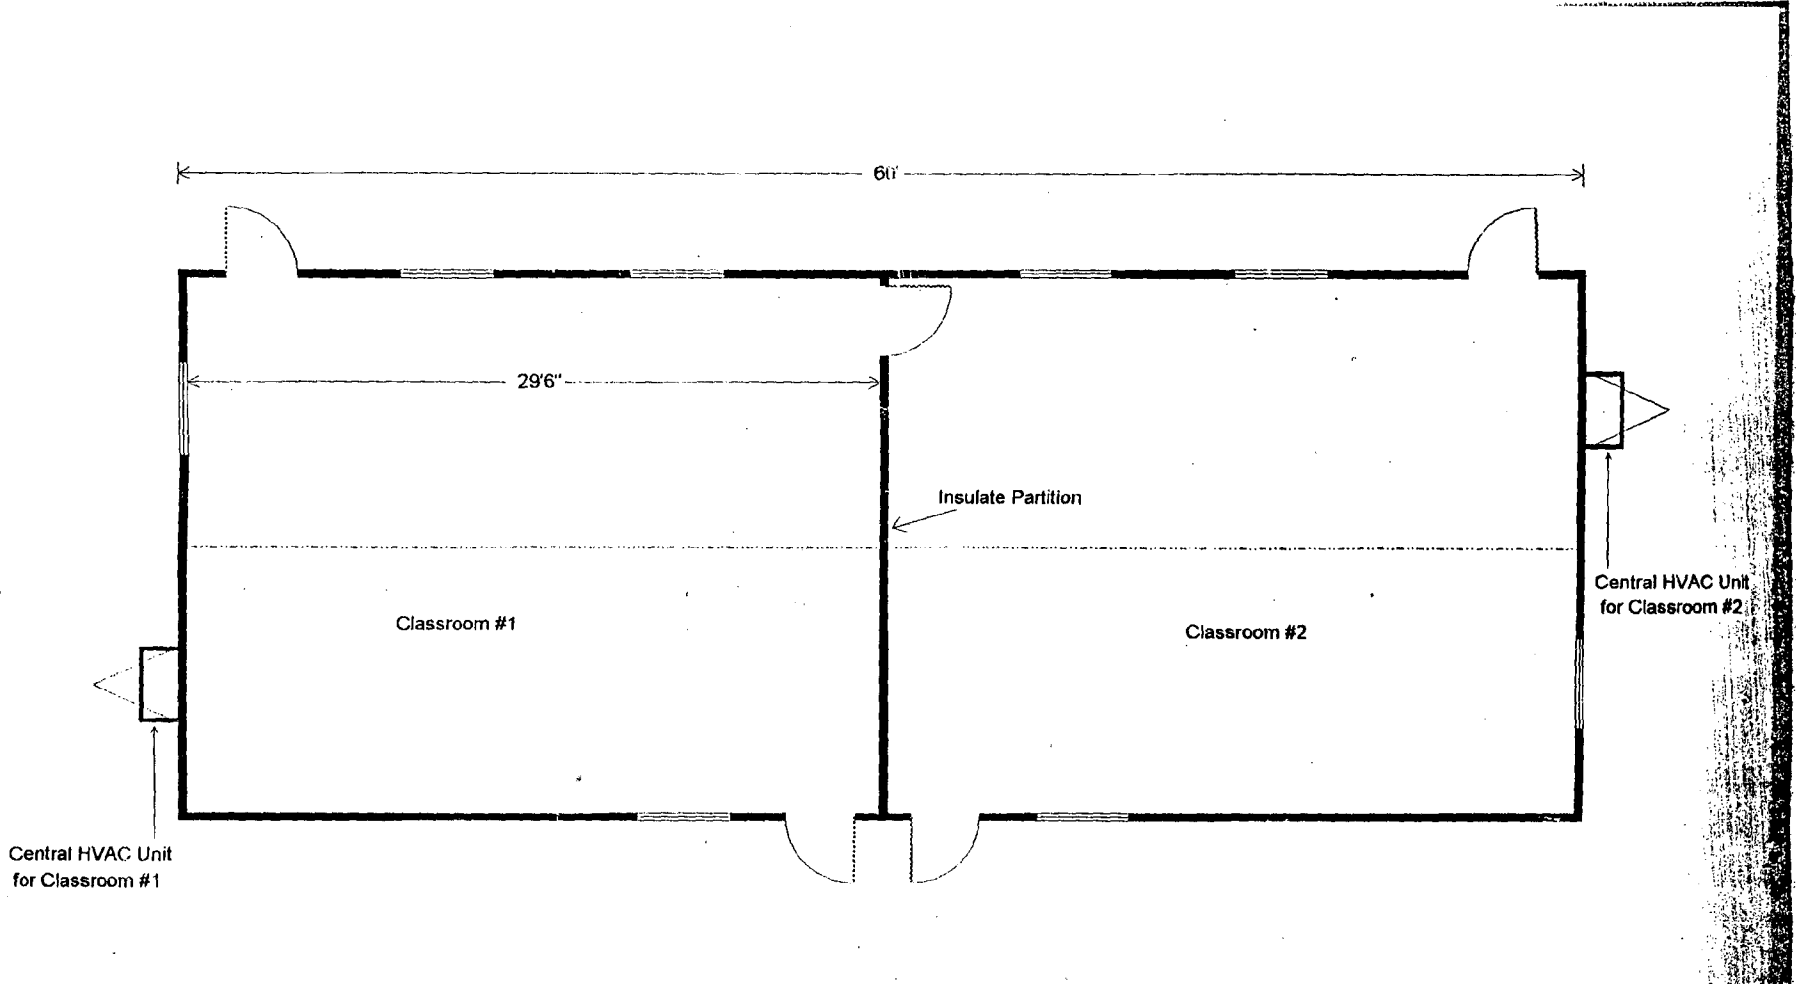 60'
29'6"
Insulate Partition
Central HVAC Unit
for Classroom #2
Classroom #1
Classroom #2
Central HVAC Unit
for Classroom #1